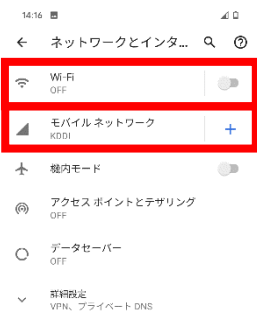 14:16
ネットワークとインタ...
Wi-Fi
OFF
モバイル ネットワーク
KDDI
機内モード
アクセス ポイントとテザリング
OFF
データセーバー
OFF
詳細設定
VPN、プライベート DNS